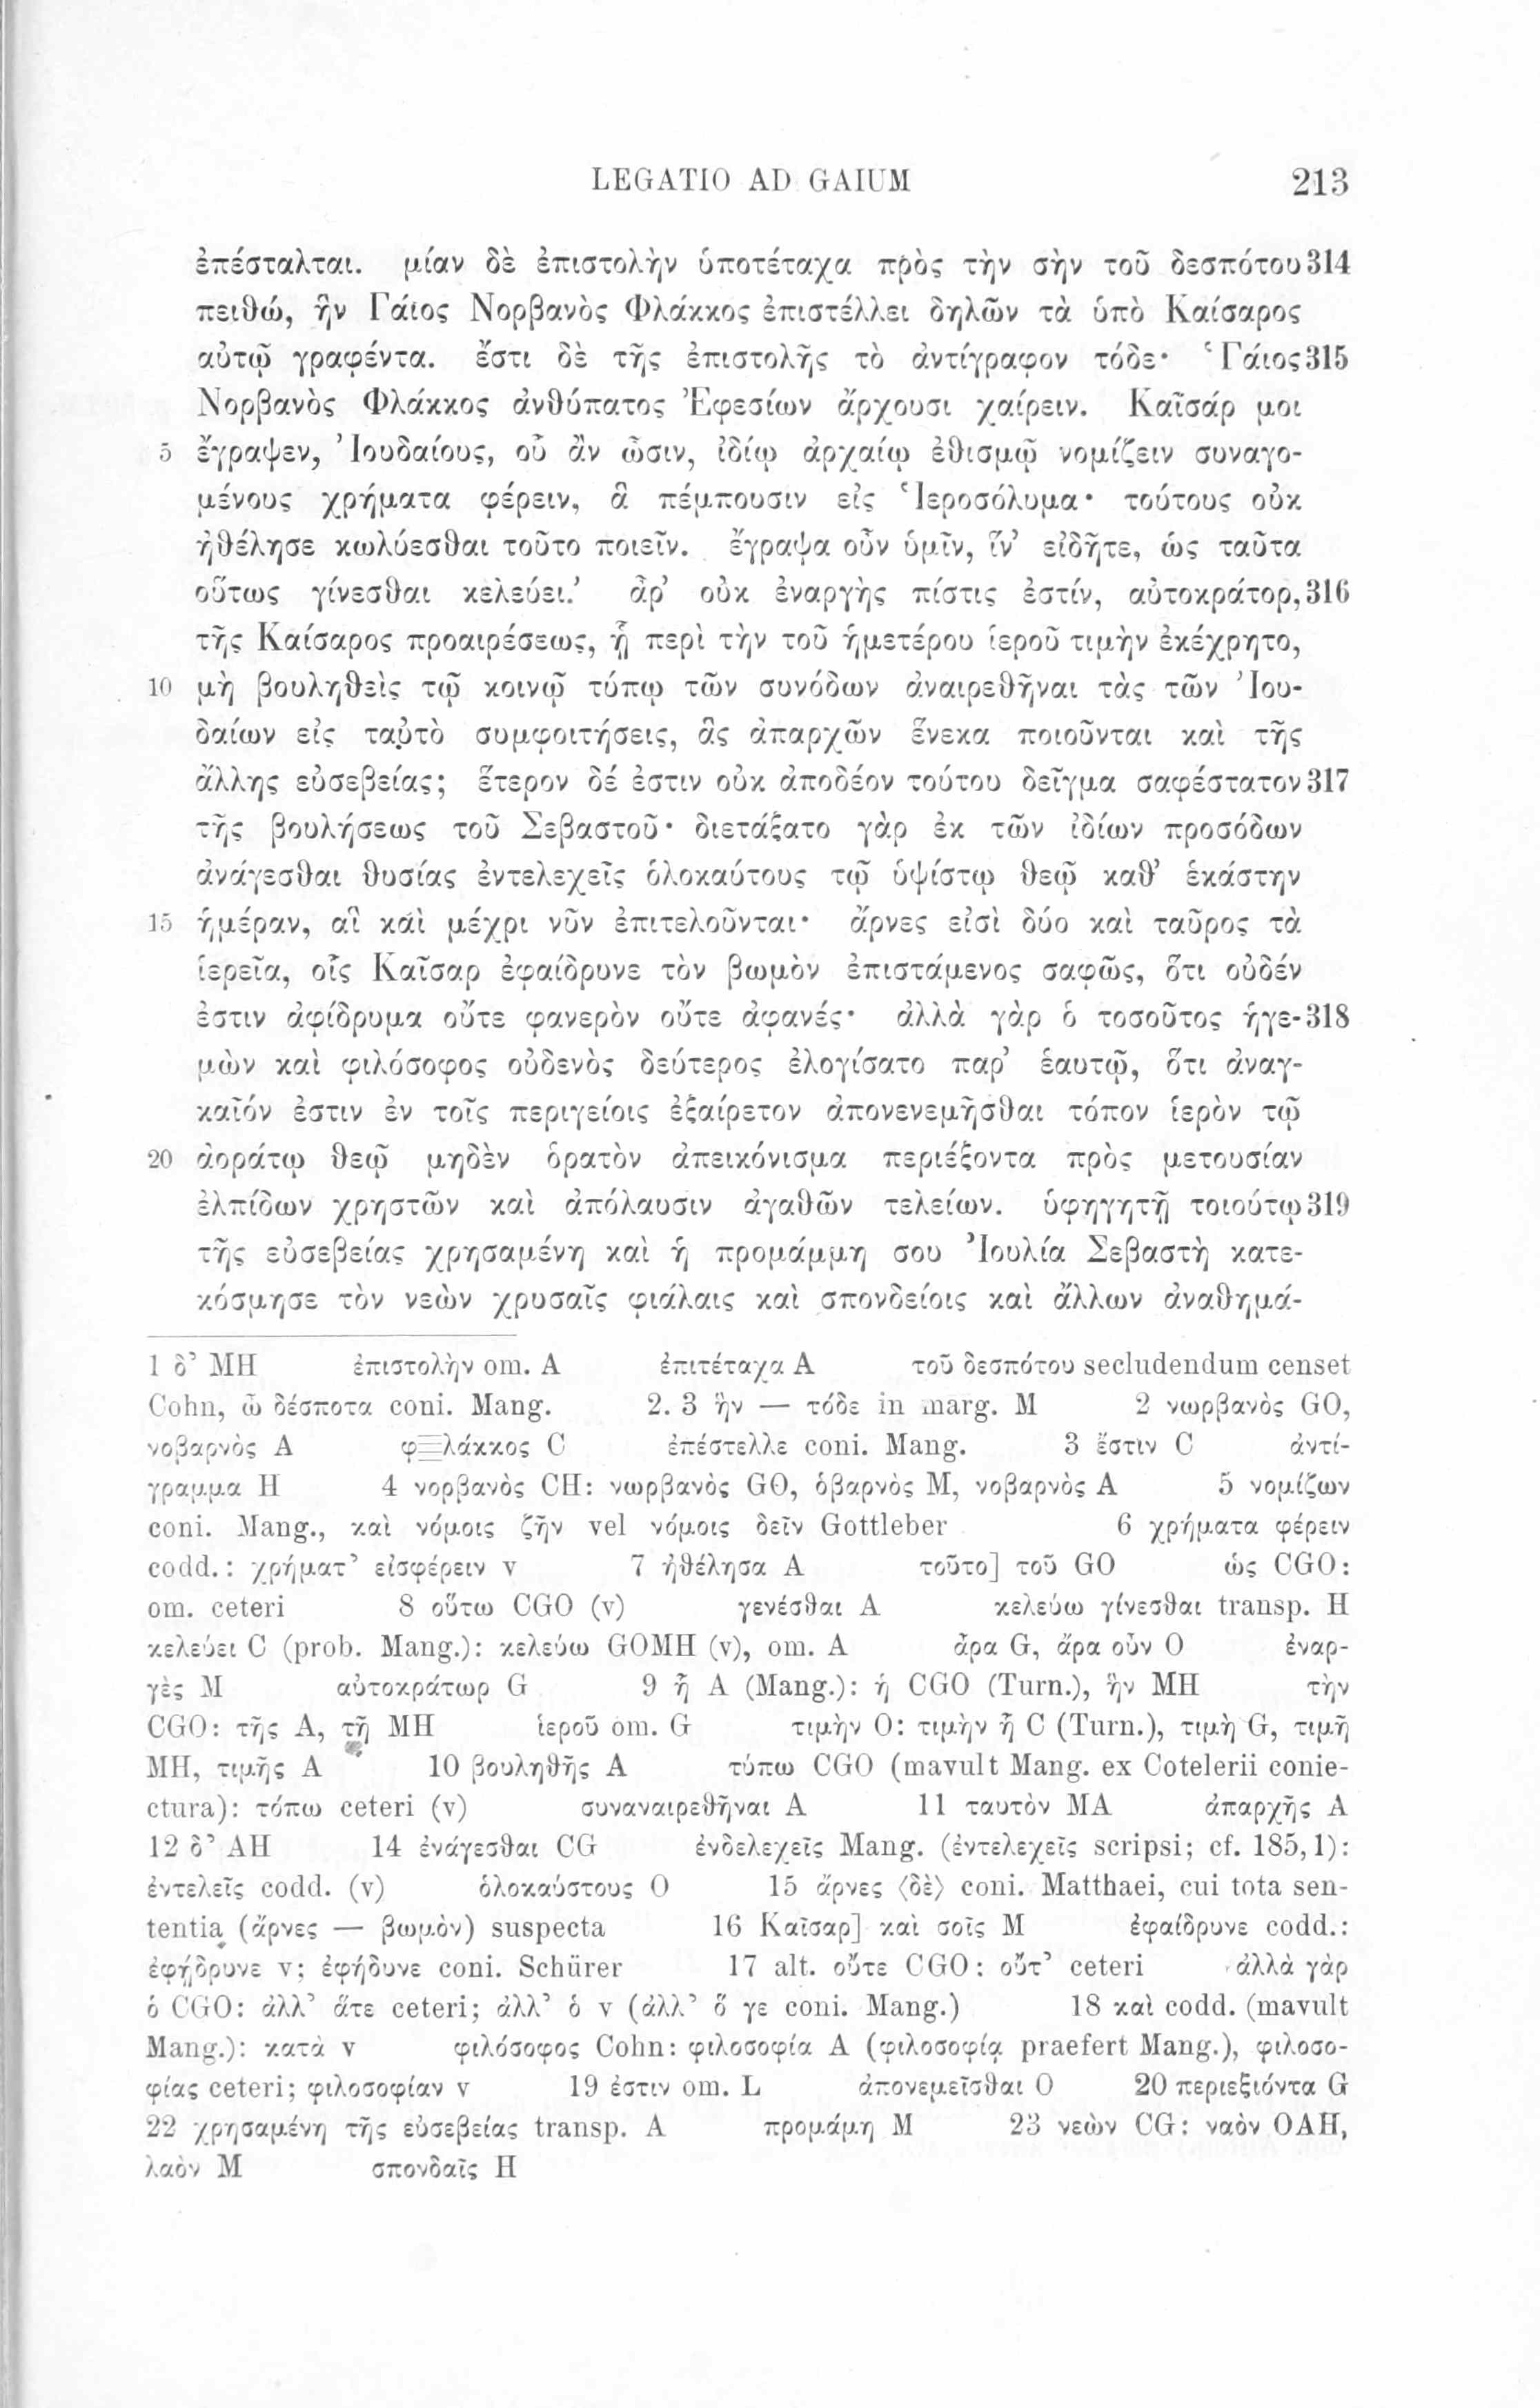 LEGATIO AD GAIUM 213
ἐπέσταλται. μίαν δὲ ἐπιστολὴν ὑποτέταχα πρὸς τὴν σὴν τοῦ δεσπότου 314
πειθώ, ἣν Γάιος Νορβανὸς Φλάκκος ἐπιστέλλει δηλῶν τὰ ὑπὸ Καίσαρος
αὐτῷ γραφέντα. ἔστι δὲ τῆς ἐπιστολῆς τὸ ἀντίγραφον τόδε· ‘Γάιος 315
Νορβανὸς Φλάκκος ἀνθύπατος Ἐφεσίων ἄρχουσι χαίρειν. Καῖσάρ μοι
5 ἔγραψεν, Ἰουδαίους, οὗ ἂν ὦσιν, ἰδίῳ ἀρχαίῳ ἐθισμῷ νομίζειν συναγο-
μένους χρήματα φέρειν, ἃ πέμπουσιν εἰς Ἱεροσόλυμα· τούτους οὐκ
ἠθέλησε κωλύεσθαι τοῦτο ποιεῖν. ἔγραψα οὖν ὑμῖν, ἵν’ εἰδῆτε, ὡς ταῦτα
οὕτως γίνεσθαι κελεύει.’ ἆρ’ οὐκ ἐναργὴς πίστις ἐστίν, αὐτοκράτορ, 316
τῆς Καίσαρος προαιρέσεως, ᾗ περὶ τὴν τοῦ ἡμετέρου ἱεροῦ τιμὴν ἐκέχρητο,
10 μὴ βουληθεὶς τῷ κοινῷ τύπῳ τῶν συνόδων ἀναιρεθῆναι τὰς τῶν Ἰου-
δαίων εἰς ταὐτὸ συμφοιτήσεις, ἃς ἀπαρχῶν ἕνεκα ποιοῦνται καὶ τῆς
ἄλλης εὐσεβείας; ἕτερον δέ ἐστιν οὐκ ἀποδέον τούτου δεῖγμα σαφέστατον 317
τῆς βουλήσεως τοῦ Σεβαστοῦ· διετάξατο γὰρ ἐκ τῶν ἰδίων προσόδων
ἀνάγεσθαι θυσίας ἐντελεχεῖς ὁλοκαύτους τῷ ὑψίστῳ θεῷ καθ’ ἑκάστην
15 ἡμέραν, αἳ καὶ μέχρι νῦν ἐπιτελοῦνται· ἄρνες εἰσὶ δύο καὶ ταῦρος τὰ
ἱερεῖα, οἷς Καῖσαρ ἐφαίδρυνε τὸν βωμὸν ἐπιστάμενος σαφῶς, ὅτι οὐδέν
ἐστιν ἀφίδρυμα οὔτε φανερὸν οὔτε ἀφανές· ἀλλὰ γὰρ ὁ τοσοῦτος ἡγε- 318
μὼν καὶ φιλόσοφος οὐδενὸς δεύτερος ἐλογίσατο παρ’ ἑαυτῷ, ὅτι ἀναγ-
καῖόν ἐστιν ἐν τοῖς περιγείοις ἐξαίρετον ἀπονενεμῆσθαι τόπον ἱερὸν τῷ
20 ἀοράτῳ θεῷ μηδὲν ὁρατὸν ἀπεικόνισμα περιέξοντα πρὸς μετουσίαν
ἐλπίδων χρηστῶν καὶ ἀπόλαυσιν ἀγαθῶν τελείων. ὑφηγητῇ τοιούτῳ 319
τῆς εὐσεβείας χρησαμένη καὶ ἡ προμάμμη σου Ἰουλία Σεβαστὴ κατε-
κόσμησε τὸν νεὼν χρυσαῖς φιάλαις καὶ σπονδείοις καὶ ἄλλων ἀναθημά-
1 δ’ MH ἐπιστολὴν om. A ἐπιτέταχα A τοῦ δεσπότου secludendum censet
Cohn, ὦ δέσποτα coni. Mang. 2. 3 ἣν — τόδε in marg. M 2 νωρβανὸς GO,
νοβαρνὸς A φ λάκκος C ἐπέστελλε coni. Mang. 3 ἔστιν C ἀντί-
γραμμα H 4 νορβανὸς CH: νωρβανὸς GO, ὁβαρνὸς M, νοβαρνὸς A 5 νομίζων
coni. Mang., καὶ νόμοις ζῆν vel νόμοις δεῖν Gottleber 6 χρήματα φέρειν
codd.: χρήματ’ εἰσφέρειν v 7 ἠθέλησα A τοῦτο] τοῦ GO ὡς CGO:
om. ceteri 8 οὕτω CGO (v) γενέσθαι A κελεύω γίνεσθαι transp. H
κελεύει C (prob. Mang.): κελεύω GOMH (v), om. A ἆρα G, ἄρα οὖν O ἐναρ-
γὲς M αὐτοκράτωρ G 9 ᾗ A (Mang.): ἡ CGO (Turn.), ἣν MH τὴν
CGO: τῆς A, τῇ MH ἱεροῦ om. G τιμὴν O: τιμὴν ᾗ C (Turn.), τιμὴ G, τιμῇ
MH, τιμῆς A 10 βουληθῆς A τύπω CGO (mavult Mang. ex Cotelerii conie-
ctura): τόπω ceteri (v) συναναιρεθῆναι A 11 ταυτὸν MA ἀπαρχῆς A
12 δ’ AH 14 ἐνάγεσθαι CG ἐνδελεχεῖς Mang. (ἐντελεχεῖς scripsi; cf. 185,1):
ἐντελεῖς codd. (v) ὁλοκαύστους O 15 ἄρνες ⟨δὲ⟩ coni. Matthaei, cui tota sen-
tentia (ἄρνες — βωμὸν) suspecta 16 Καῖσαρ] καὶ σοῖς M ἐφαίδρυνε codd.:
ἐφῄδρυνε v; ἐφήδυνε coni. Schürer 17 alt. οὔτε CGO: οὔτ’ ceteri ἀλλὰ γὰρ
ὁ CGO: ἀλλ’ ἅτε ceteri; ἀλλ’ ὁ v (ἀλλ’ ὅ γε coni. Mang.) 18 καὶ codd. (mavult
Mang.): κατὰ v φιλόσοφος Cohn: φιλοσοφία A (φιλοσοφίᾳ praefert Mang.), φιλοσο-
φίας ceteri; φιλοσοφίαν v 19 ἐστιν om. L ἀπονεμεῖσθαι O 20 περιεξιόντα G
22 χρησαμένη τῆς εὐσεβείας transp. A προμάμη M 23 νεὼν CG: ναὸν OAH,
λαὸν M σπονδαῖς H